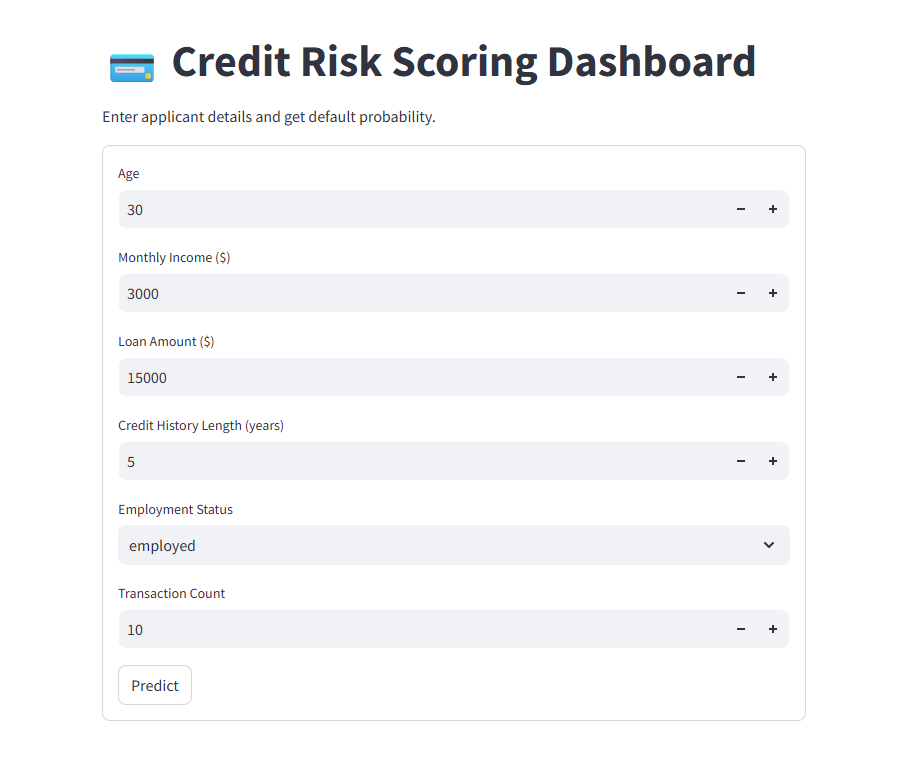 Credit Risk Scoring Dashboard
Enter applicant details and get default probability.
Age
30
Monthly Income ($)
3000
Loan Amount ($)
15000
Credit History Length (years)
5
Employment Status
employed
Transaction Count
10
Predict